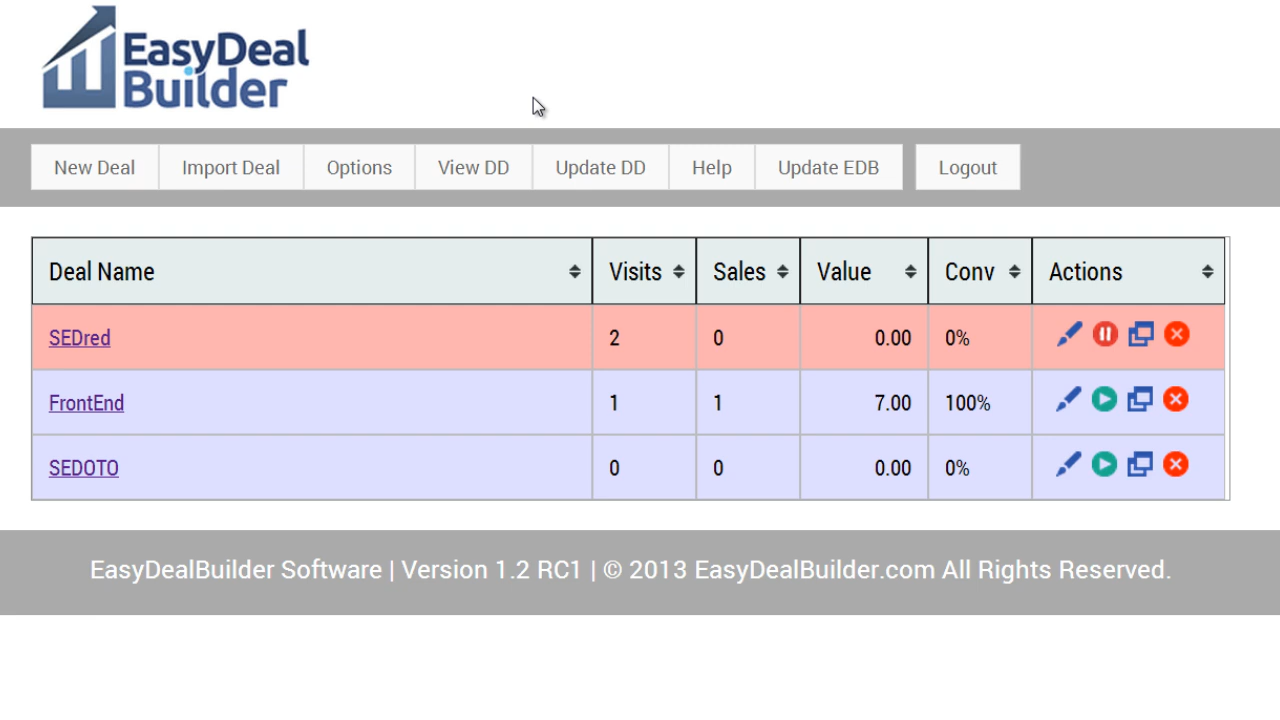 EasyDeal
Builder
New Deal Import Deal Options View DD Update DD Help Update EDB Logout
Deal Name Visits Sales Value Conv Actions
SEDred 2 0 0.00 0%
FrontEnd 1 1 7.00 100%
SEDOTO 0 0 0.00 0%
EasyDealBuilder Software | Version 1.2 RC1 | © 2013 EasyDealBuilder.com All Rights Reserved.